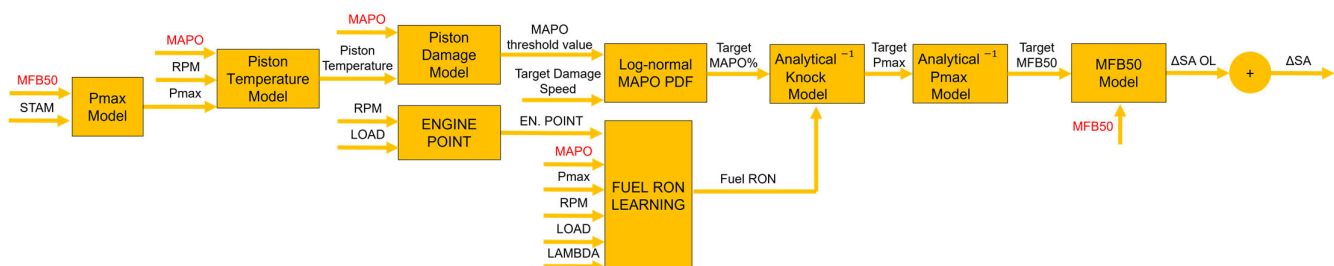 MFB50
STAM
Pmax
Model
MAPO
RPM
Pmax
Piston
Temperature
Model
MAPO
Piston
Temperature
Piston
Damage
Model
MAPO
threshold value
Target Damage
Speed
RPM
LOAD
ENGINE
POINT
EN. POINT
MAPO
Pmax
RPM
LOAD
LAMBDA
FUEL RON
LEARNING
Fuel RON
Log-normal
MAPO PDF
Target
MAPO%
Analytical ⁻¹
Knock
Model
Target
Pmax
Analytical ⁻¹
Pmax
Model
Target
MFB50
MFB50
Model
MFB50
ΔSA OL
+
ΔSA